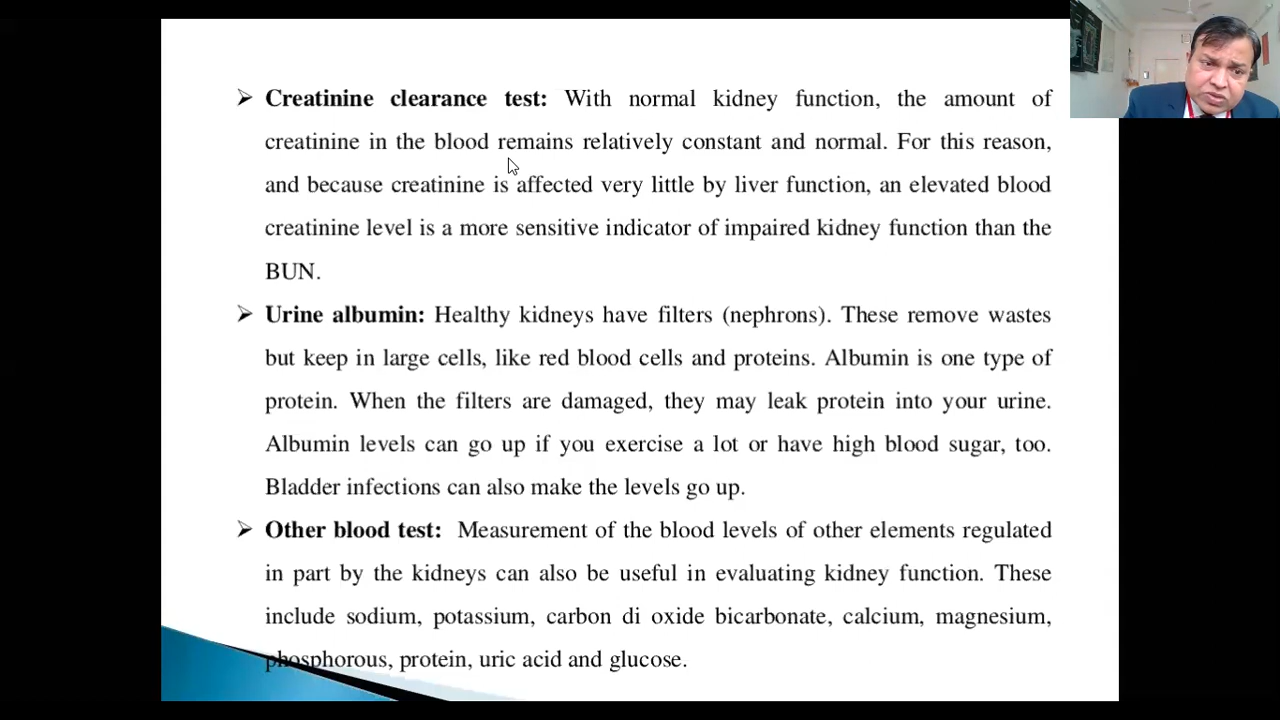 ➢ Creatinine clearance test: With normal kidney function, the amount of
creatinine in the blood remains relatively constant and normal. For this reason,
and because creatinine is affected very little by liver function, an elevated blood
creatinine level is a more sensitive indicator of impaired kidney function than the
BUN.
➢ Urine albumin: Healthy kidneys have filters (nephrons). These remove wastes
but keep in large cells, like red blood cells and proteins. Albumin is one type of
protein. When the filters are damaged, they may leak protein into your urine.
Albumin levels can go up if you exercise a lot or have high blood sugar, too.
Bladder infections can also make the levels go up.
➢ Other blood test: Measurement of the blood levels of other elements regulated
in part by the kidneys can also be useful in evaluating kidney function. These
include sodium, potassium, carbon di oxide bicarbonate, calcium, magnesium,
phosphorous, protein, uric acid and glucose.